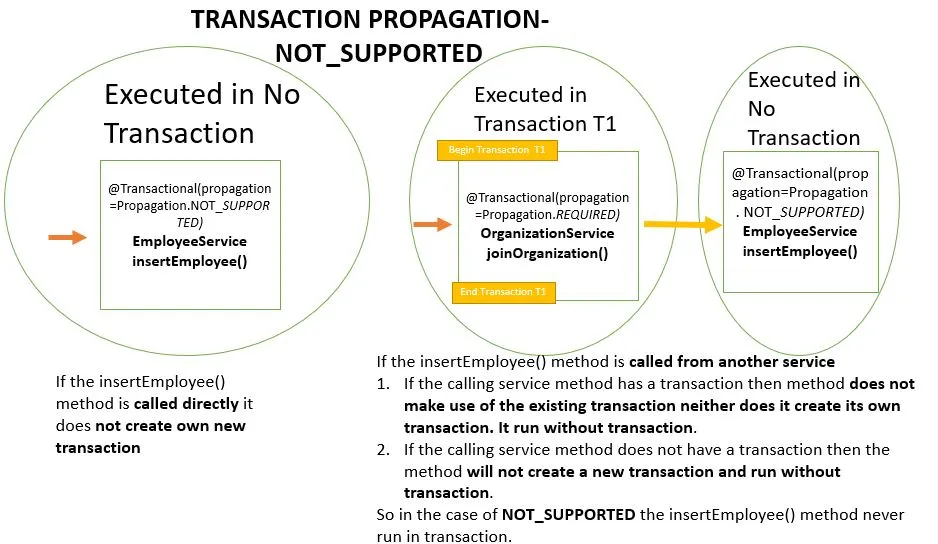 TRANSACTION PROPAGATION-
NOT_SUPPORTED
Executed in No
Transaction
@Transactional(propagation
=Propagation.NOT_SUPPOR
TED)
EmployeeService
insertEmployee()
If the insertEmployee()
method is called directly it
does not create own new
transaction
Executed in
Transaction T1
Begin Transaction T1
@Transactional(propagation
=Propagation.REQUIRED)
OrganizationService
joinOrganization()
End Transaction T1
Executed in
No
Transaction
@Transactional(prop
agation=Propagation
. NOT_SUPPORTED)
EmployeeService
insertEmployee()
If the insertEmployee() method is called from another service
1. If the calling service method has a transaction then method does not
make use of the existing transaction neither does it create its own
transaction. It run without transaction.
2. If the calling service method does not have a transaction then the
method will not create a new transaction and run without
transaction.
So in the case of NOT_SUPPORTED the insertEmployee() method never
run in transaction.